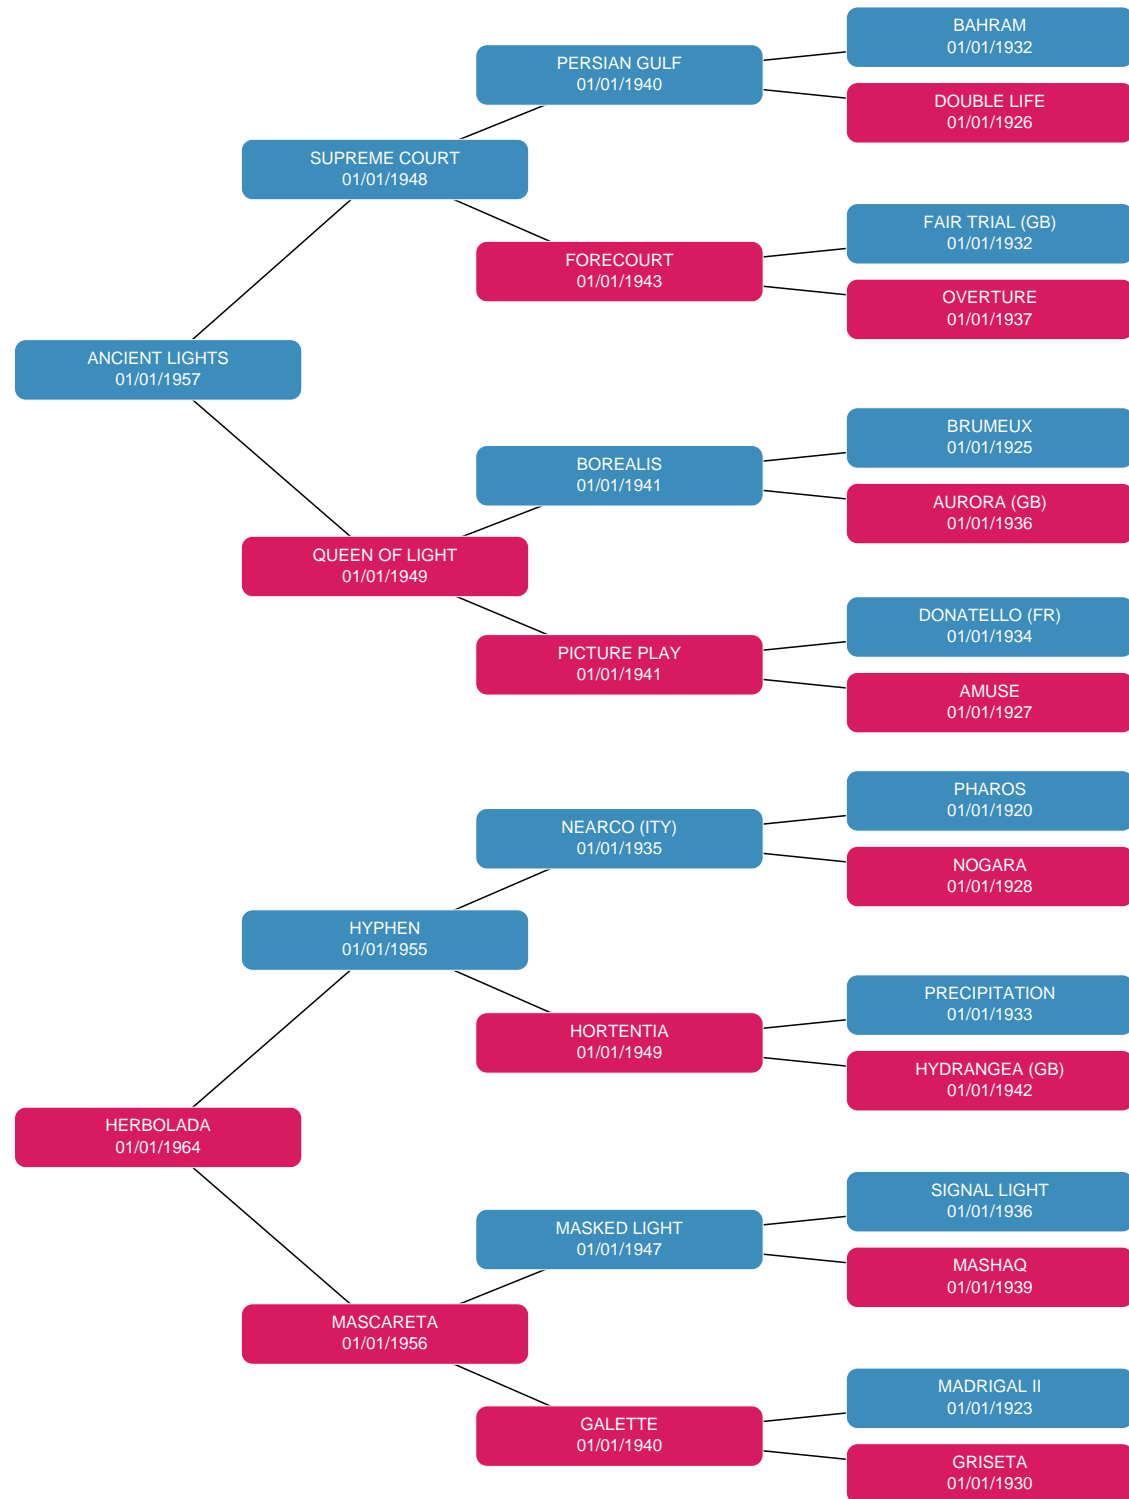 BAHRAM
01/01/1932
PERSIAN GULF
01/01/1940
DOUBLE LIFE
01/01/1926
SUPREME COURT
01/01/1948
FAIR TRIAL (GB)
01/01/1932
FORECOURT
01/01/1943
OVERTURE
01/01/1937
ANCIENT LIGHTS
01/01/1957
BRUMEUX
01/01/1925
BOREALIS
01/01/1941
AURORA (GB)
01/01/1936
QUEEN OF LIGHT
01/01/1949
DONATELLO (FR)
01/01/1934
PICTURE PLAY
01/01/1941
AMUSE
01/01/1927
PHAROS
01/01/1920
NEARCO (ITY)
01/01/1935
NOGARA
01/01/1928
HYPHEN
01/01/1955
PRECIPITATION
01/01/1933
HORTENTIA
01/01/1949
HYDRANGEA (GB)
01/01/1942
HERBOLADA
01/01/1964
SIGNAL LIGHT
01/01/1936
MASKED LIGHT
01/01/1947
MASHAQ
01/01/1939
MASCARETA
01/01/1956
MADRIGAL II
01/01/1923
GALETTE
01/01/1940
GRISETA
01/01/1930